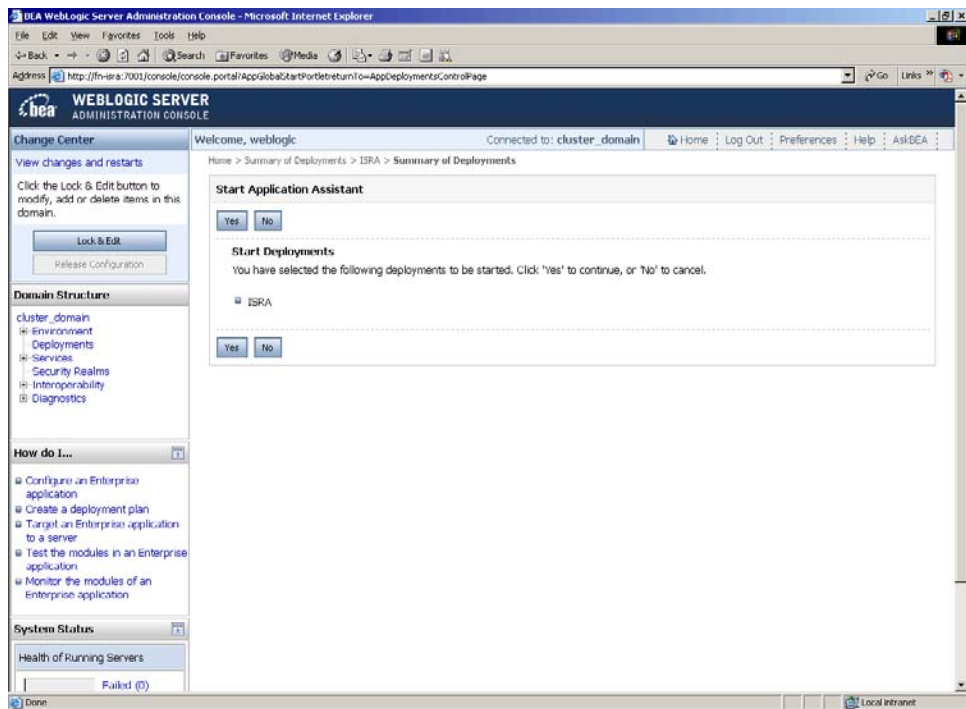 BEA WebLogic Server Administration Console - Microsoft Internet Explorer
File Edit View Favorites Tools Help
Back Search Favorites Media
Address http://fn-isra:7001/console/console.portal?AppGlobalStartPortletreturnTo=AppDeploymentsControlPage Go Links »
bea WEBLOGIC SERVER
ADMINISTRATION CONSOLE
Change Center
View changes and restarts
Click the Lock & Edit button to
modify, add or delete items in this
domain.
Lock & Edit
Release Configuration
Domain Structure
cluster_domain
Environment
Deployments
Services
Security Realms
Interoperability
Diagnostics
How do I...
Configure an Enterprise
application
Create a deployment plan
Target an Enterprise application
to a server
Test the modules in an Enterprise
application
Monitor the modules of an
Enterprise application
System Status
Health of Running Servers
Failed (0)
Welcome, weblogic Connected to: cluster_domain Home Log Out Preferences Help AskBEA
Home > Summary of Deployments > ISRA > Summary of Deployments
Start Application Assistant
Yes No
Start Deployments
You have selected the following deployments to be started. Click 'Yes' to continue, or 'No' to cancel.
ISRA
Yes No
Done Local intranet